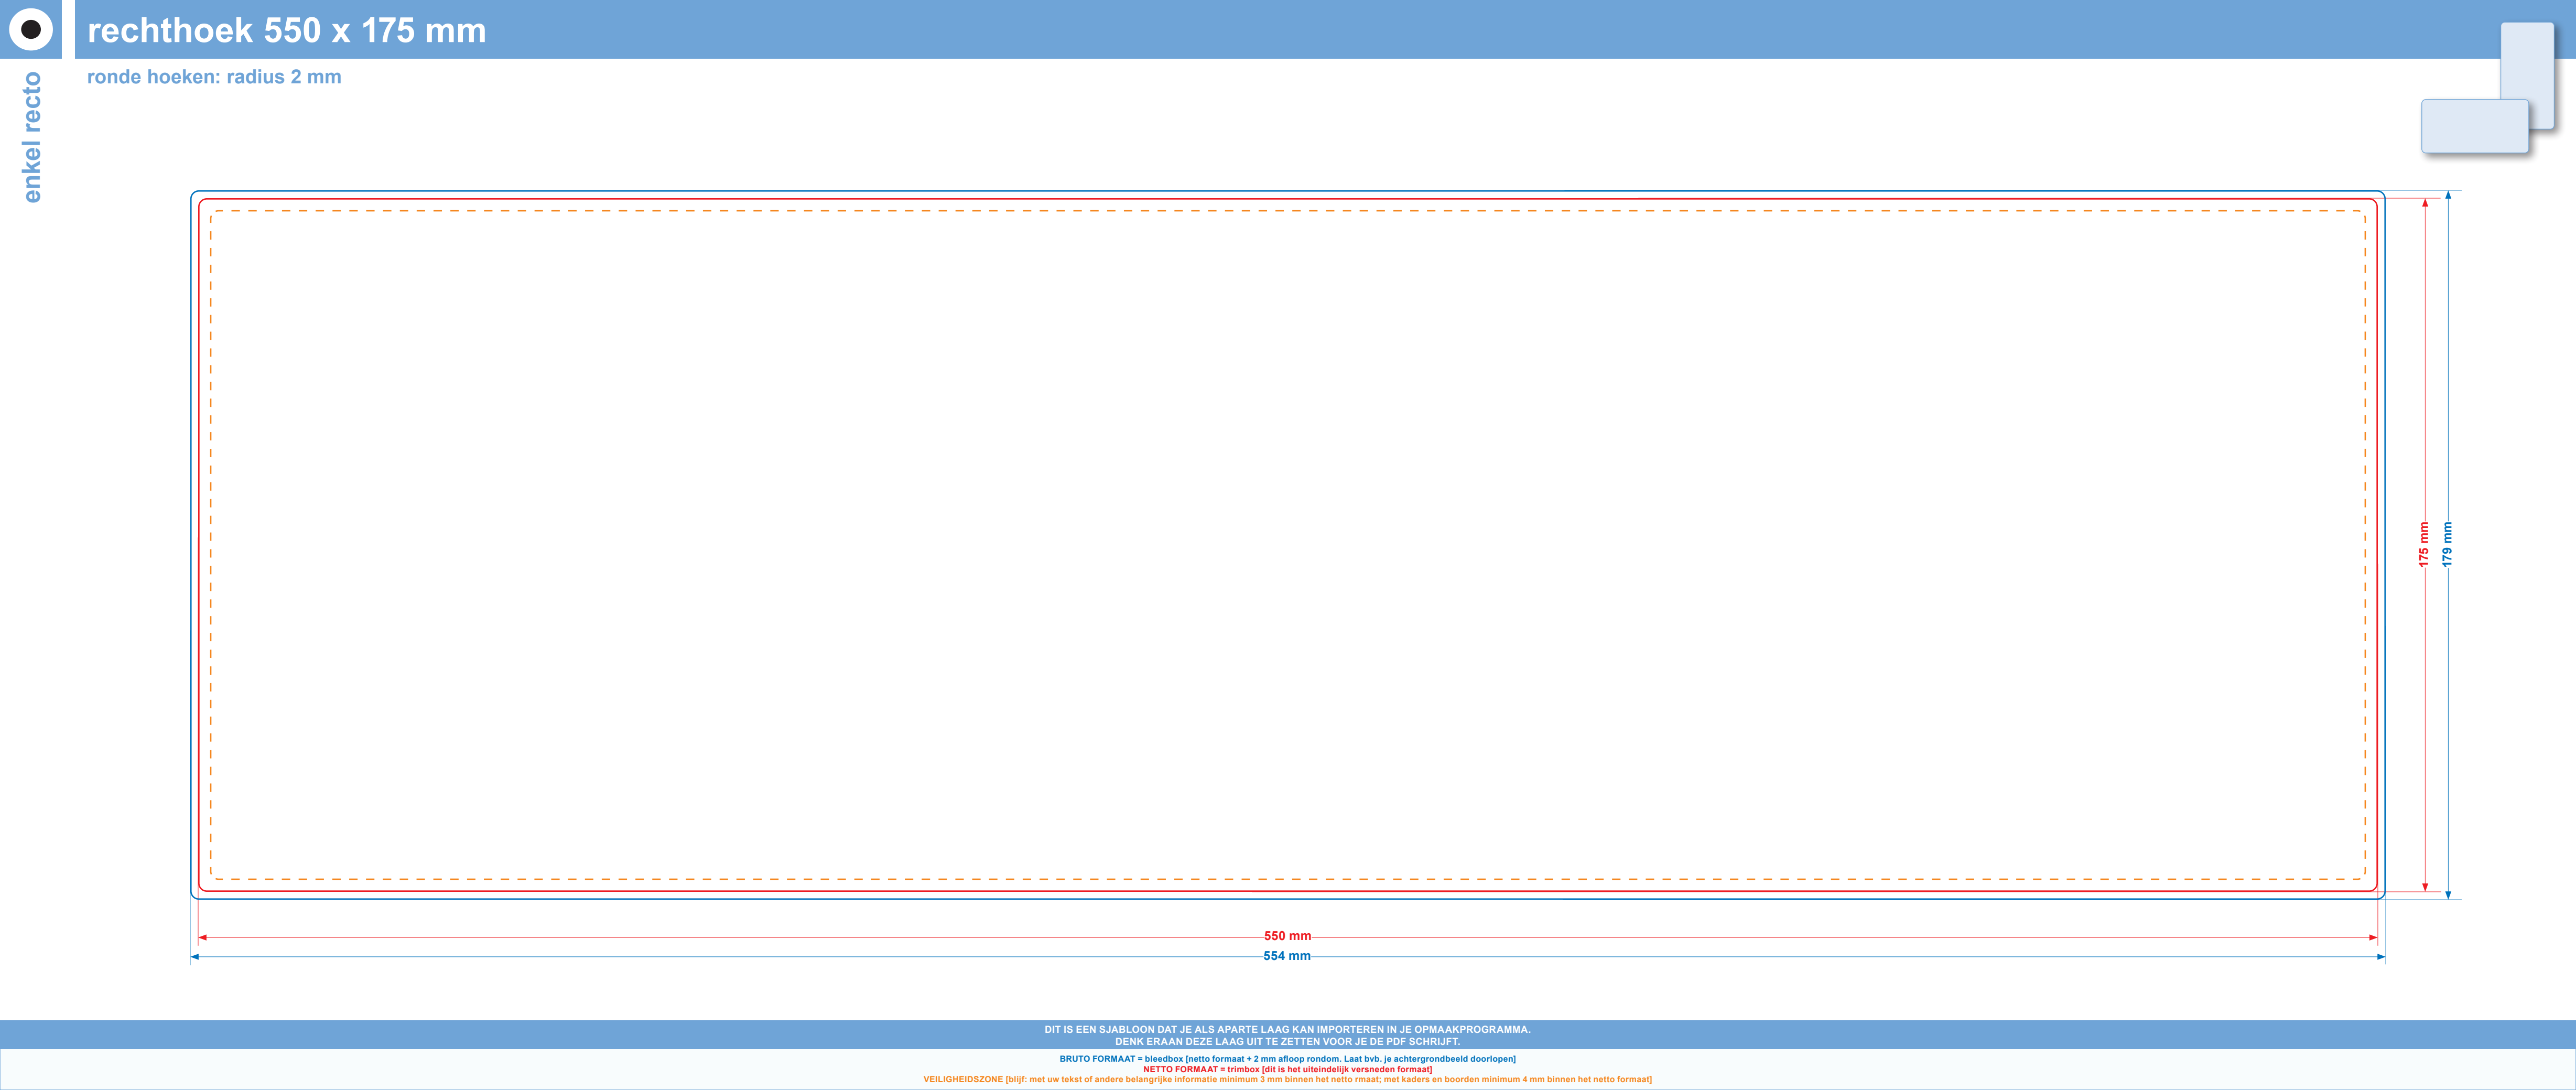 rechthoek 550 x 175 mm
ronde hoeken: radius 2 mm
enkel recto
175 mm
179 mm
550 mm
554 mm
DIT IS EEN SJABLOON DAT JE ALS APARTE LAAG KAN IMPORTEREN IN JE OPMAAKPROGRAMMA.
DENK ERAAN DEZE LAAG UIT TE ZETTEN VOOR JE DE PDF SCHRIJFT.
BRUTO FORMAAT = bleedbox [netto formaat + 2 mm afloop rondom. Laat bvb. je achtergrondbeeld doorlopen]
NETTO FORMAAT = trimbox [dit is het uiteindelijk versneden formaat]
VEILIGHEIDSZONE [blijf: met uw tekst of andere belangrijke informatie minimum 3 mm binnen het netto rmaat; met kaders en boorden minimum 4 mm binnen het netto formaat]